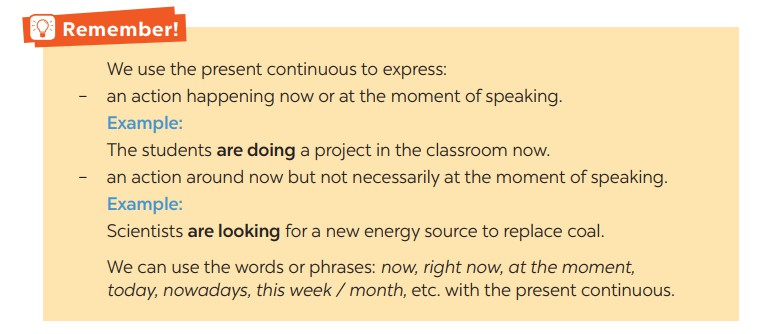 Remember!
We use the present continuous to express:
– an action happening now or at the moment of speaking.
Example:
The students are doing a project in the classroom now.
– an action around now but not necessarily at the moment of speaking.
Example:
Scientists are looking for a new energy source to replace coal.
We can use the words or phrases: now, right now, at the moment,
today, nowadays, this week / month, etc. with the present continuous.